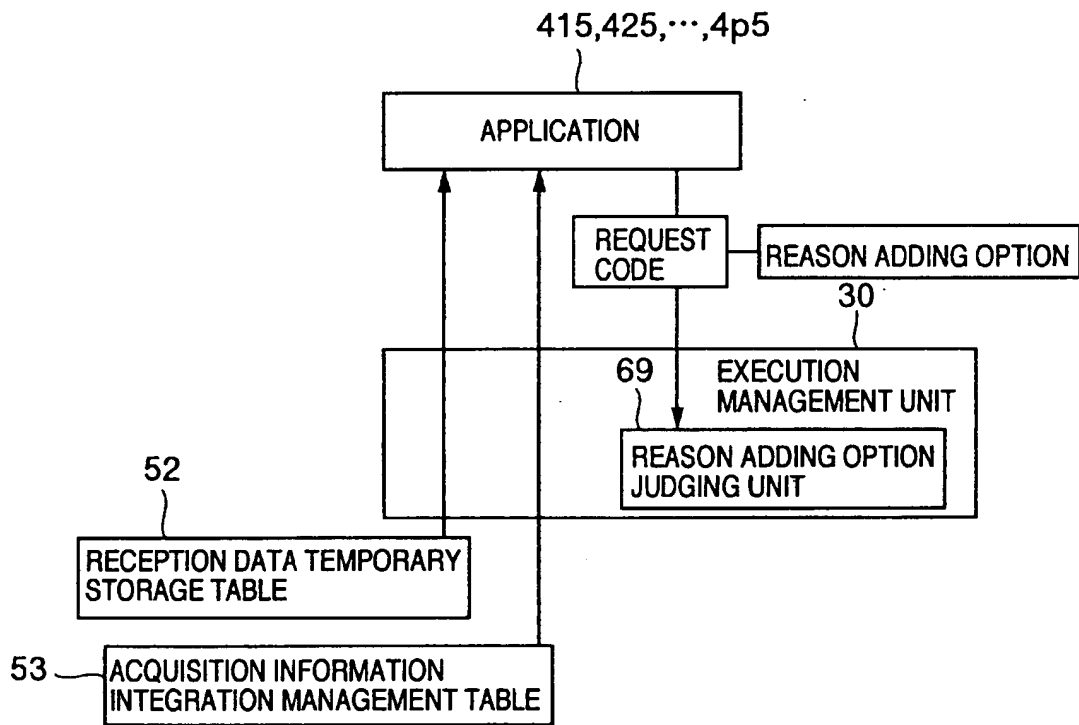 415,425,···,4p5
APPLICATION
REQUEST
CODE
REASON ADDING OPTION
30
EXECUTION
MANAGEMENT UNIT
69
REASON ADDING OPTION
JUDGING UNIT
52
RECEPTION DATA TEMPORARY
STORAGE TABLE
53
ACQUISITION INFORMATION
INTEGRATION MANAGEMENT TABLE